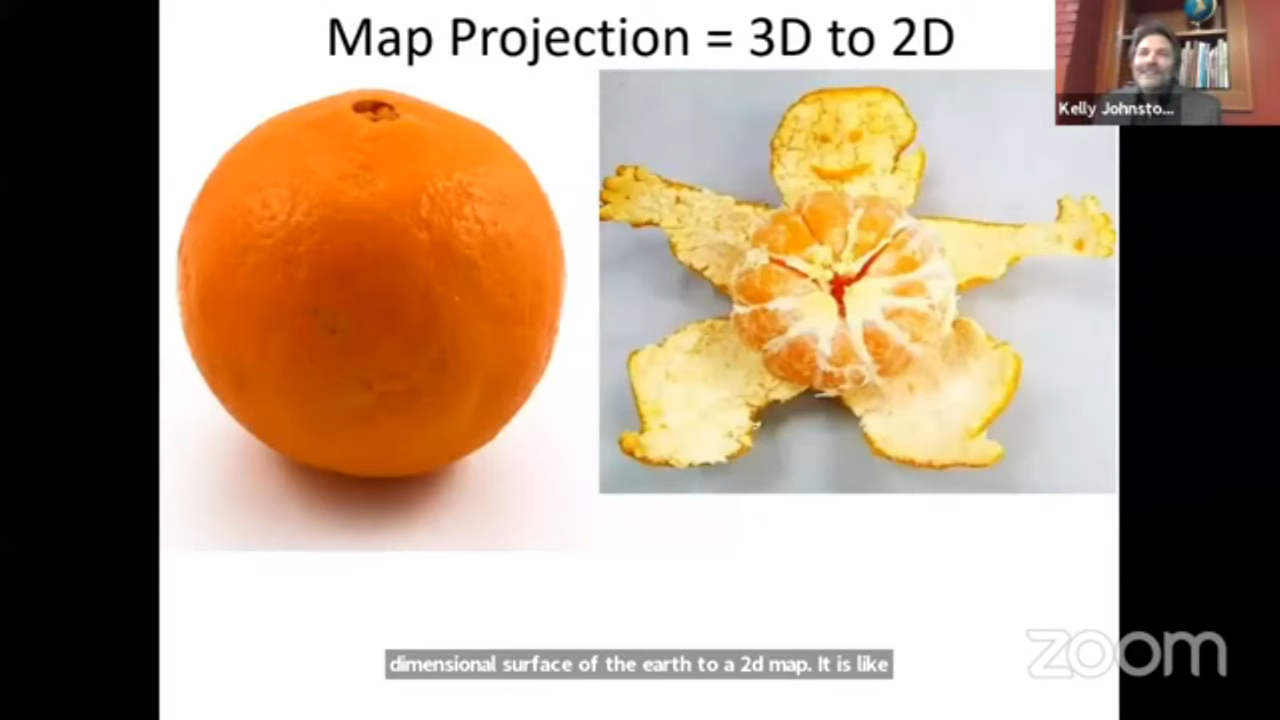 Map Projection = 3D to 2D
Kelly Johnsto...
dimensional surface of the earth to a 2d map. It is like
zoom